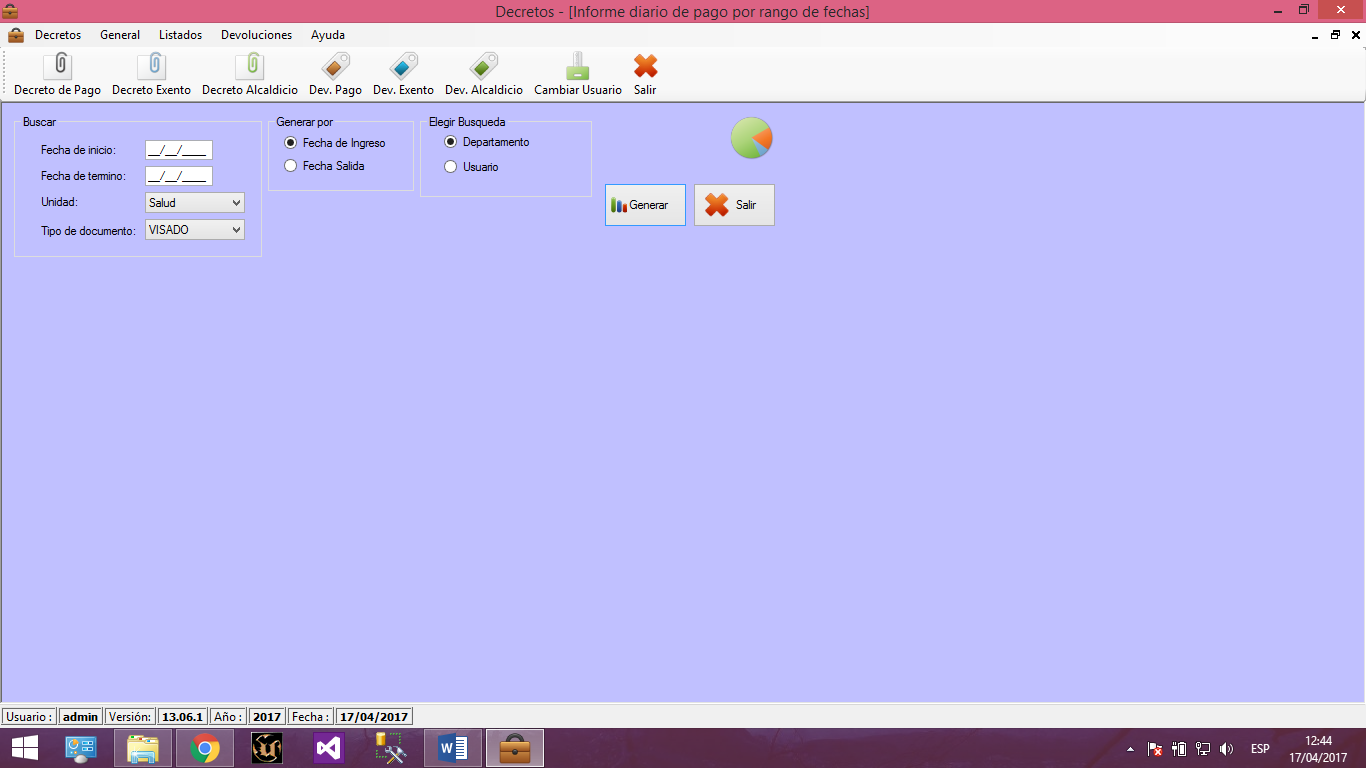 Decretos - [Informe diario de pago por rango de fechas]
Decretos General Listados Devoluciones Ayuda
Decreto de Pago Decreto Exento Decreto Alcaldicio Dev. Pago Dev. Exento Dev. Alcaldicio Cambiar Usuario Salir
Buscar
Fecha de inicio: __/__/____
Fecha de termino: __/__/____
Unidad: Salud
Tipo de documento: VISADO
Generar por
Fecha de Ingreso
Fecha Salida
Elegir Busqueda
Departamento
Usuario
Generar Salir
Usuario : admin Versión: 13.06.1 Año : 2017 Fecha : 17/04/2017
ESP
12:44
17/04/2017